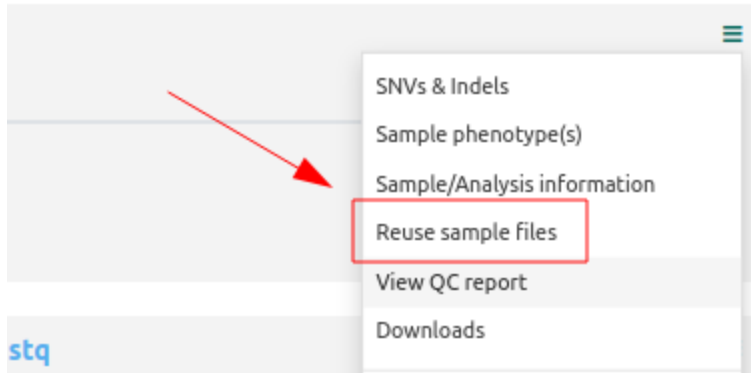 SNVs & Indels
Sample phenotype(s)
Sample/Analysis information
Reuse sample files
View QC report
Downloads
stq